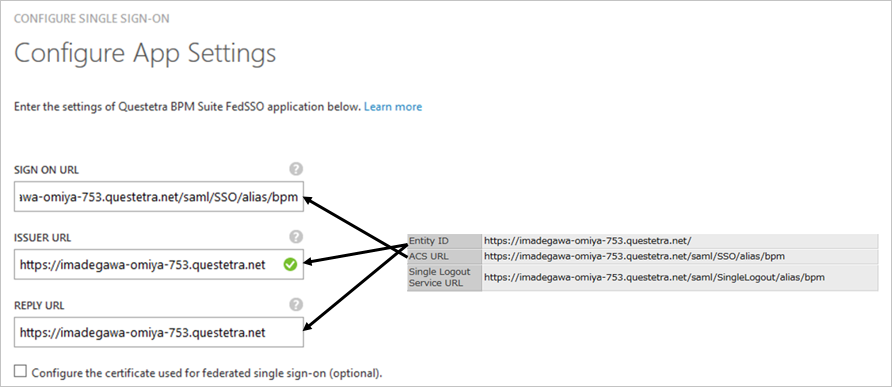 CONFIGURE SINGLE SIGN-ON
Configure App Settings
Enter the settings of Questetra BPM Suite FedSSO application below. Learn more
SIGN ON URL ?
awa-omiya-753.questetra.net/saml/SSO/alias/bpm
ISSUER URL ?
https://imadegawa-omiya-753.questetra.net
REPLY URL ?
https://imadegawa-omiya-753.questetra.net
Configure the certificate used for federated single sign-on (optional).
Entity ID https://imadegawa-omiya-753.questetra.net/
ACS URL https://imadegawa-omiya-753.questetra.net/saml/SSO/alias/bpm
Single Logout
Service URL https://imadegawa-omiya-753.questetra.net/saml/SingleLogout/alias/bpm